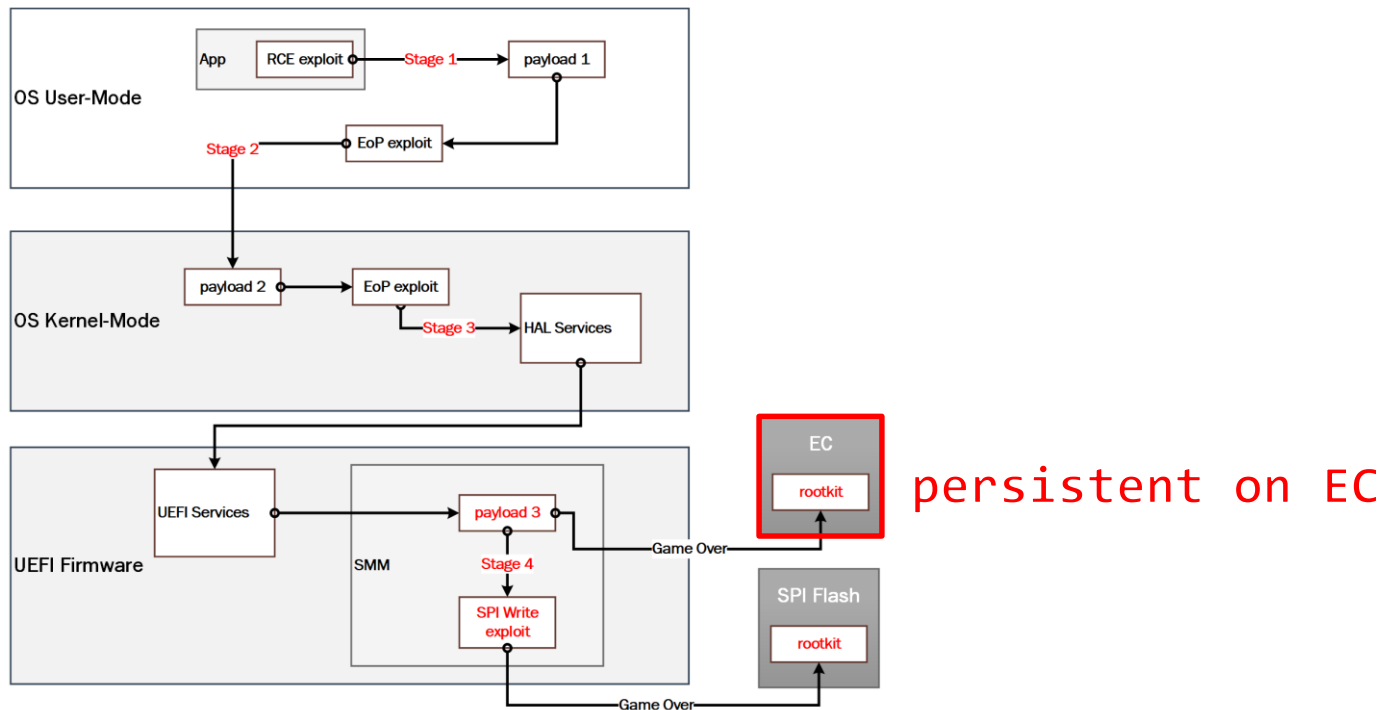 App
RCE exploit
Stage 1
payload 1
OS User-Mode
EoP exploit
Stage 2
payload 2
EoP exploit
OS Kernel-Mode
Stage 3
HAL Services
EC
rootkit
persistent on EC
UEFI Services
payload 3
Game Over
UEFI Firmware
SMM
Stage 4
SPI Flash
SPI Write
exploit
rootkit
Game Over